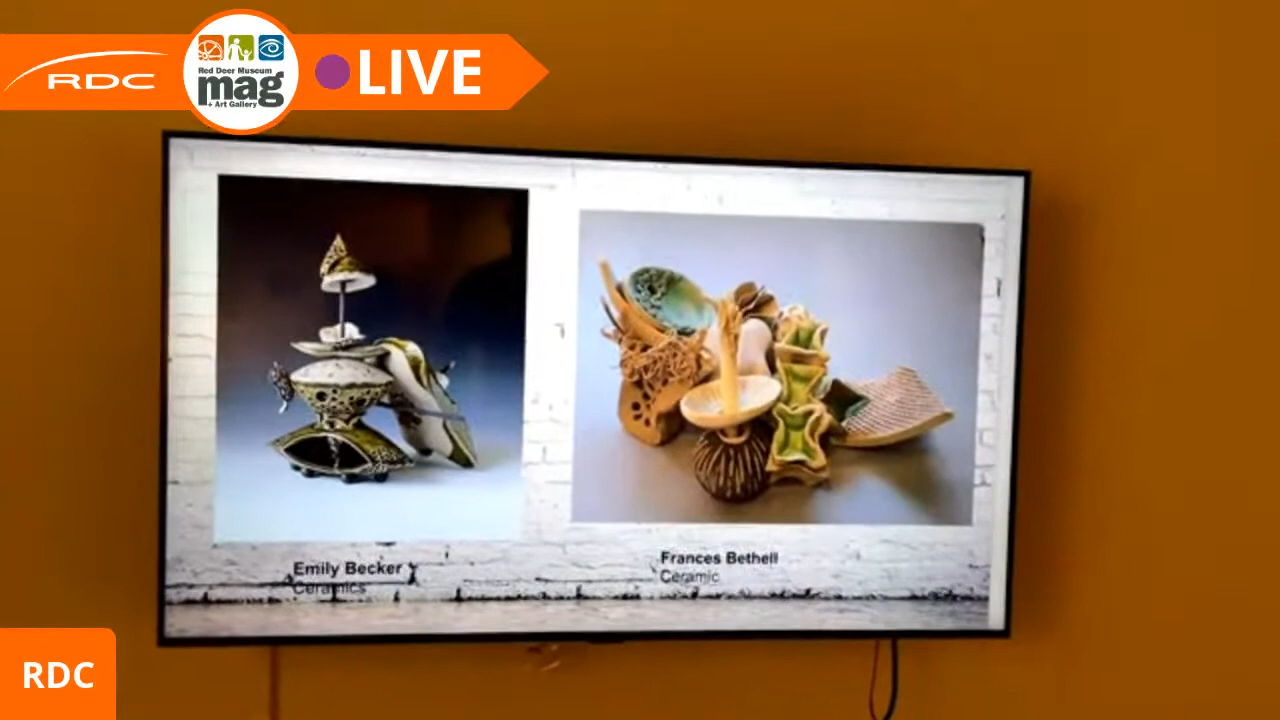 RDC
Red Deer Museum
mag
+ Art Gallery
LIVE
Emily Becker
Ceramics
Frances Bethell
Ceramic
RDC